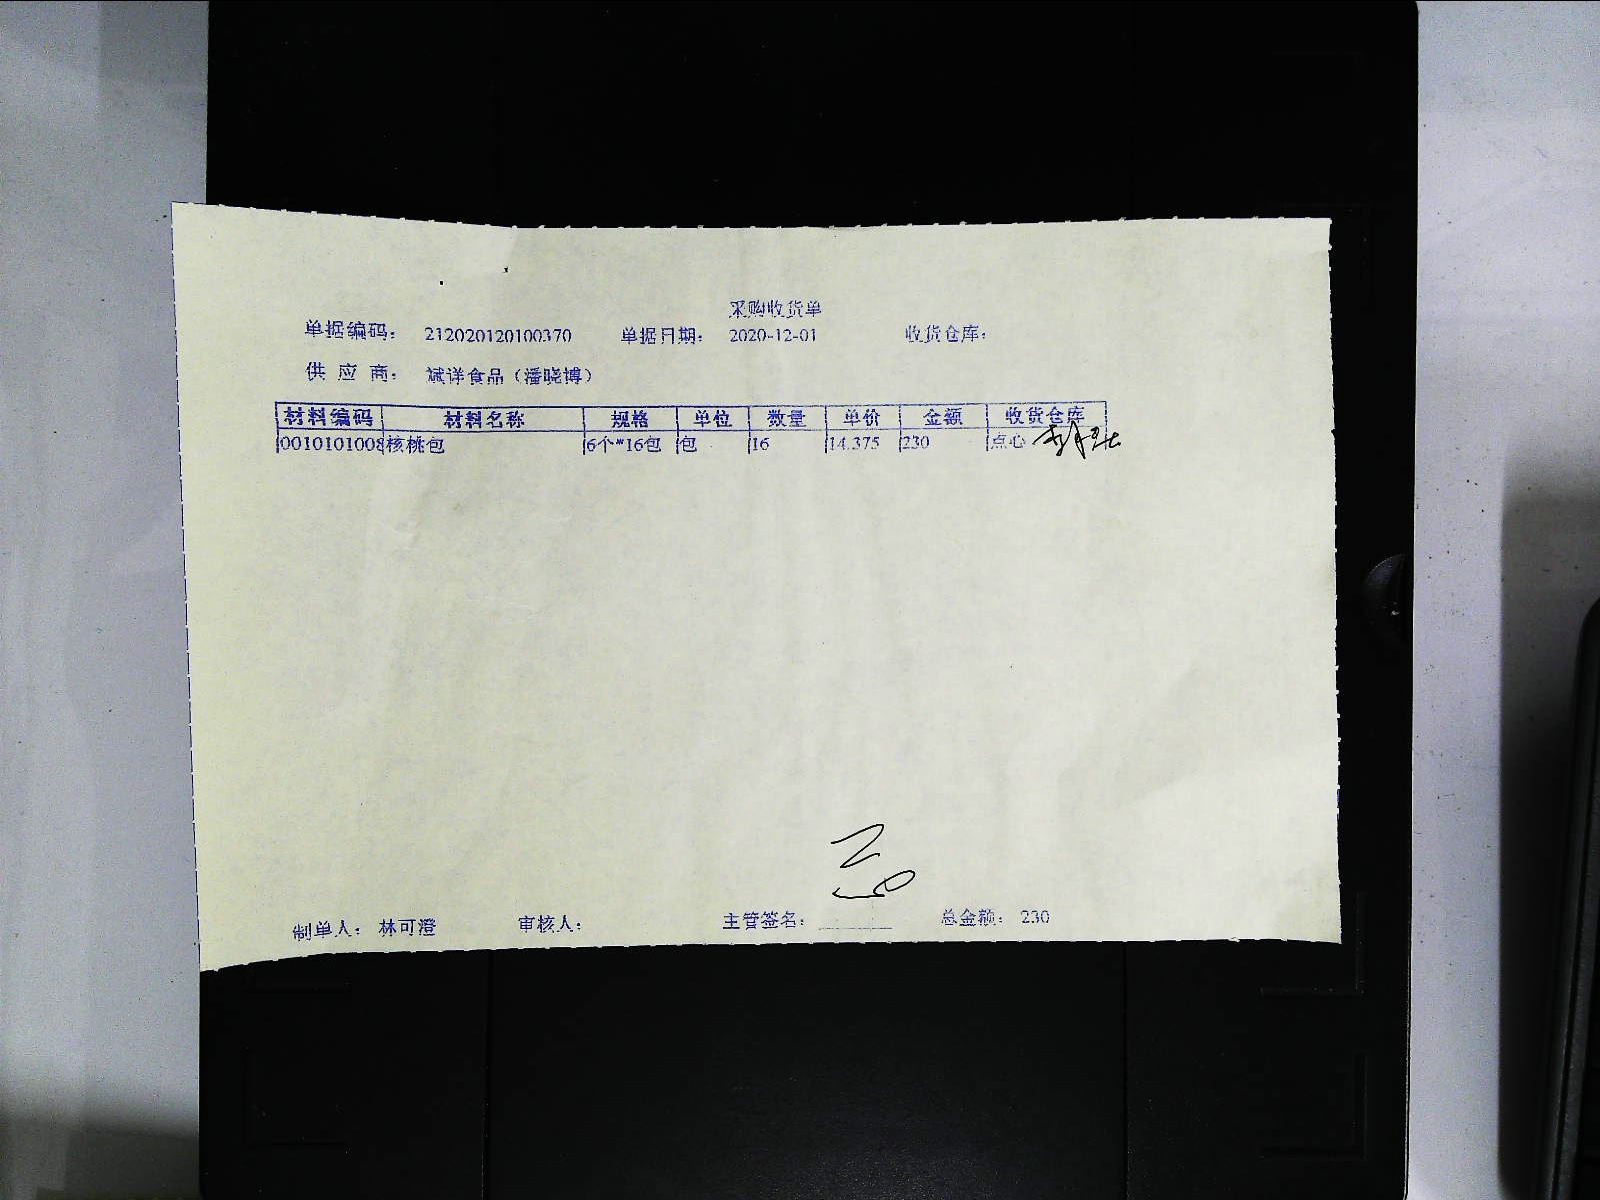 采购收货单
单据编码： 212020120100370 单据日期： 2020-12-01 收货仓库：
供 应 商： 斌洋食品（潘晓博）
材料编码 材料名称 规格 单位 数量 单价 金额 收货仓库
0010101008 核桃包 6个*16包 包 16 14.375 230 点心
制单人： 林可澄 审核人： 主管签名： 总金额： 230